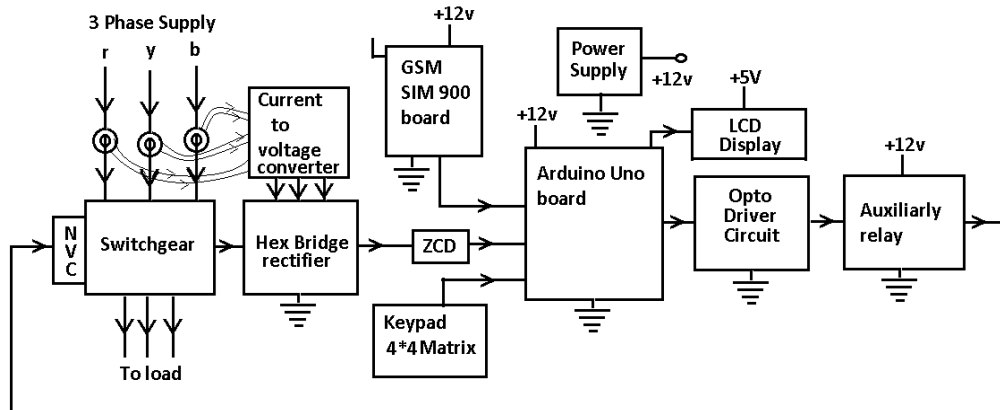 3 Phase Supply
r y b
Current
to
voltage
converter
N
V
C
Switchgear
To load
Hex Bridge
rectifier
ZCD
+12v
GSM
SIM 900
board
Keypad
4*4 Matrix
+12v
Arduino Uno
board
Power
Supply
+12v
+5V
LCD
Display
Opto
Driver
Circuit
+12v
Auxiliarly
relay